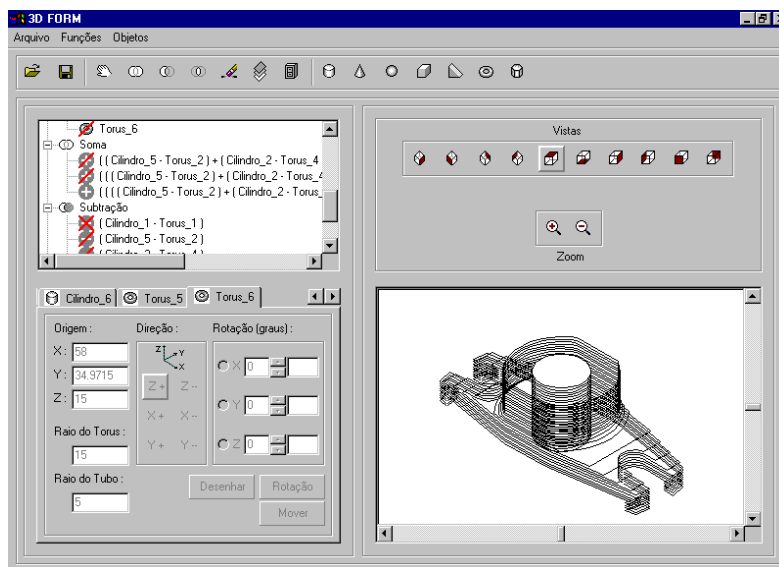 3D FORM
Arquivo Funções Objetos
Torus_6
Soma
((( Cilindro_5 - Torus_2 ) + ( Cilindro_2 - Torus_4
(((( Cilindro_5 - Torus_2 ) + ( Cilindro_2 - Torus_4
(((( Cilindro_5 - Torus_2 ) + ( Cilindro_2 - Torus_
Subtração
( Cilindro_1 - Torus_1 )
( Cilindro_5 - Torus_2 )
Vistas
Zoom
Cilindro_6 Torus_5 Torus_6
Origem : Direção : Rotação (graus) :
X: 58
Y: 34.9715
Z: 15
Z Y X
Z+ Z-
X+ X-
Y+ Y-
X 0
Y 0
Z 0
Raio do Torus :
15
Raio do Tubo :
5
Desenhar Rotação
Mover